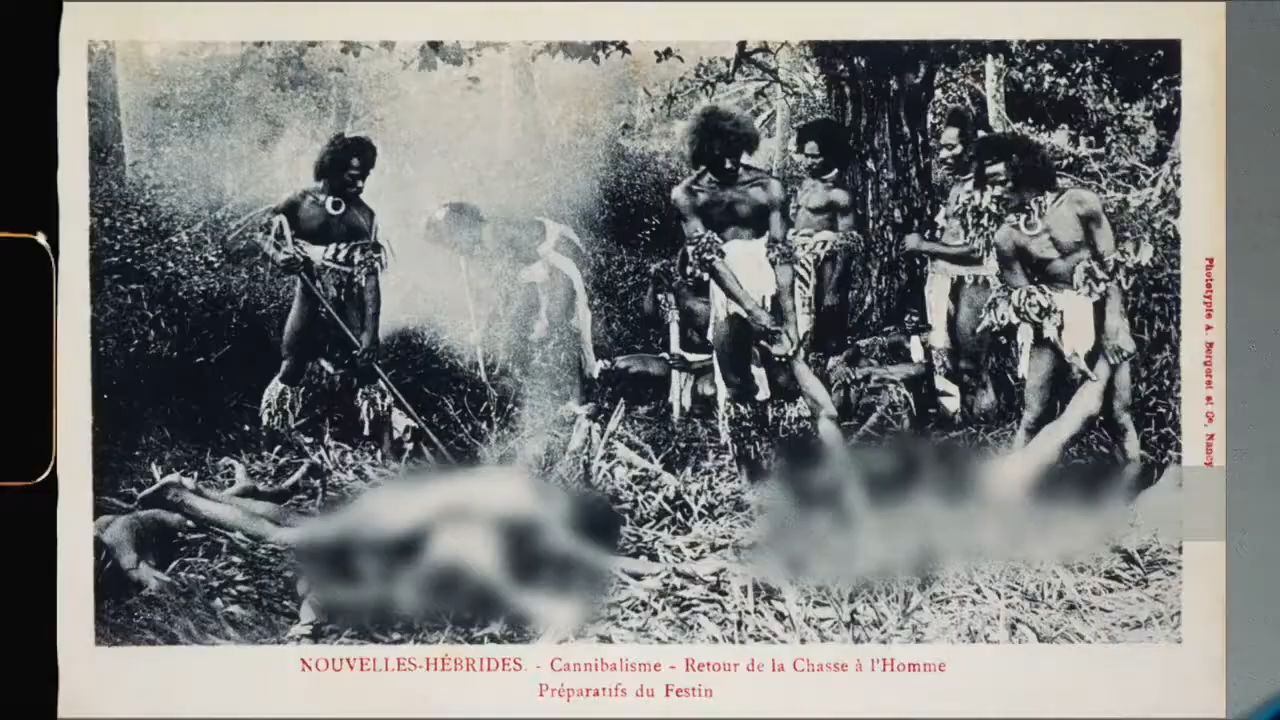 NOUVELLES-HÉBRIDES. - Cannibalisme - Retour de la Chasse à l'Homme
Préparatifs du Festin
Phototypie A. Bergeret et Cie, Nancy